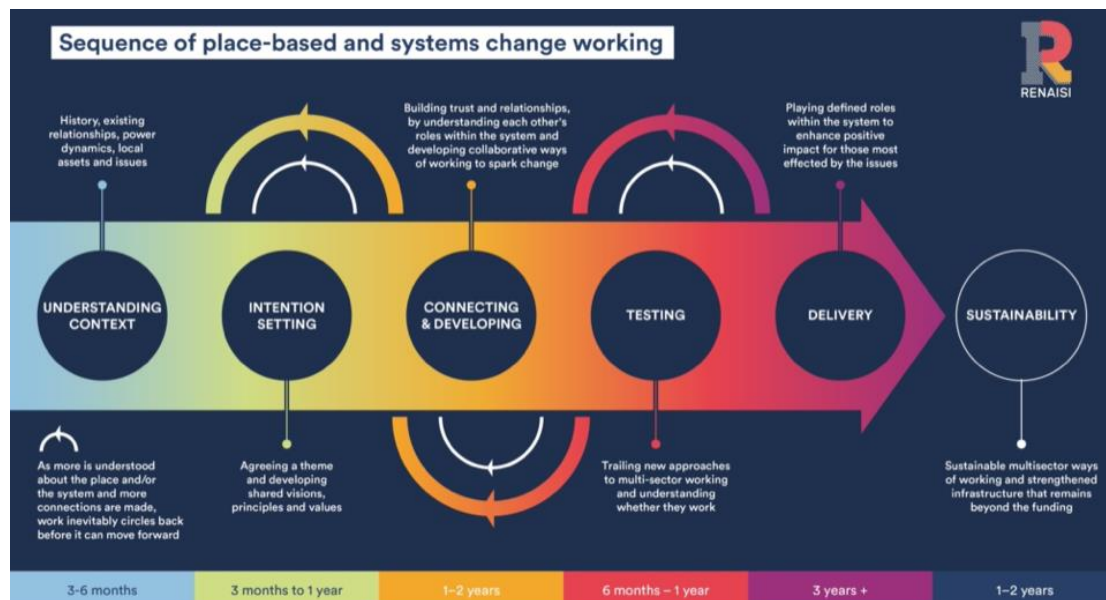 Sequence of place-based and systems change working
R
RENAISI
History, existing
relationships, power
dynamics, local
assets and issues
Building trust and relationships,
by understanding each other's
roles within the system and
developing collaborative ways
of working to spark change
Playing defined roles
within the system to
enhance positive
impact for those most
effected by the issues
UNDERSTANDING
CONTEXT
INTENTION
SETTING
CONNECTING
& DEVELOPING
TESTING
DELIVERY
SUSTAINABILITY
As more is understood
about the place and/or
the system and more
connections are made,
work inevitably circles back
before it can move forward
Agreeing a theme
and developing
shared visions,
principles and values
Trailing new approaches
to multi-sector working
and understanding
whether they work
Sustainable multisector ways
of working and strengthened
infrastructure that remains
beyond the funding
3-6 months
3 months to 1 year
1–2 years
6 months – 1 year
3 years +
1–2 years